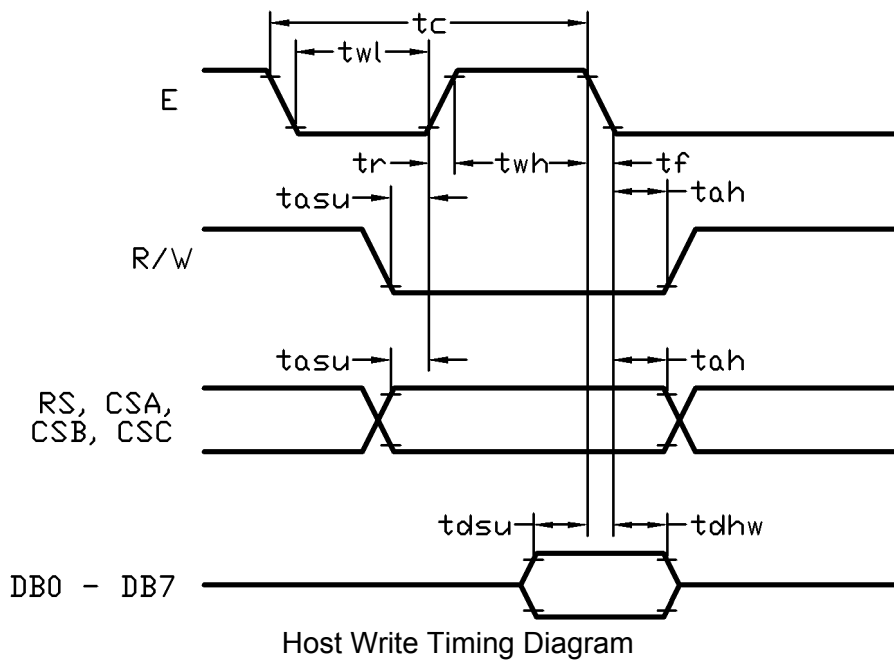 tc
twl
E
tr
twh
tf
tasu
tah
R/W
tasu
tah
RS, CSA,
CSB, CSC
tdsu
tdhw
DB0 - DB7
Host Write Timing Diagram